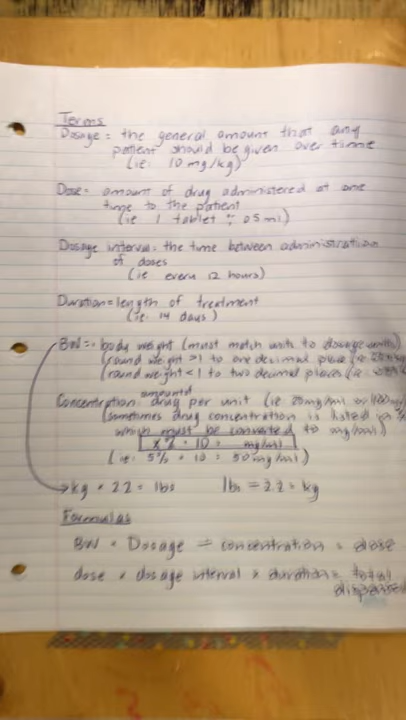 Terms
Dosage = the general amount that any
patient should be given over time
(ie. 10 mg/kg)
Dose = amount of drug administered at one
time to the patient
(ie 1 tablet 05 ml)
Dosage interval = the time between administration
of doses
(ie every 12 hours)
Duration = length of treatment
(ie. 14 days)
BW = body weight (must match units to dosage units)
(round weight >1 to one decimal place (ie
(round weight <1 to two decimal places (ie.
Concentration = amount drug per unit (ie 20mg/ml or
(sometimes drug concentration is listed in %
which must be converted to mg/ml)
x % · 10 = mg/ml
(ie: 5% · 10 = 50 mg/ml)
kg · 2.2 = lbs lbs ÷ 2.2 = kg
Formulas
BW · Dosage ÷ concentration = dose
dose × dosage interval × duration = total
dispensed